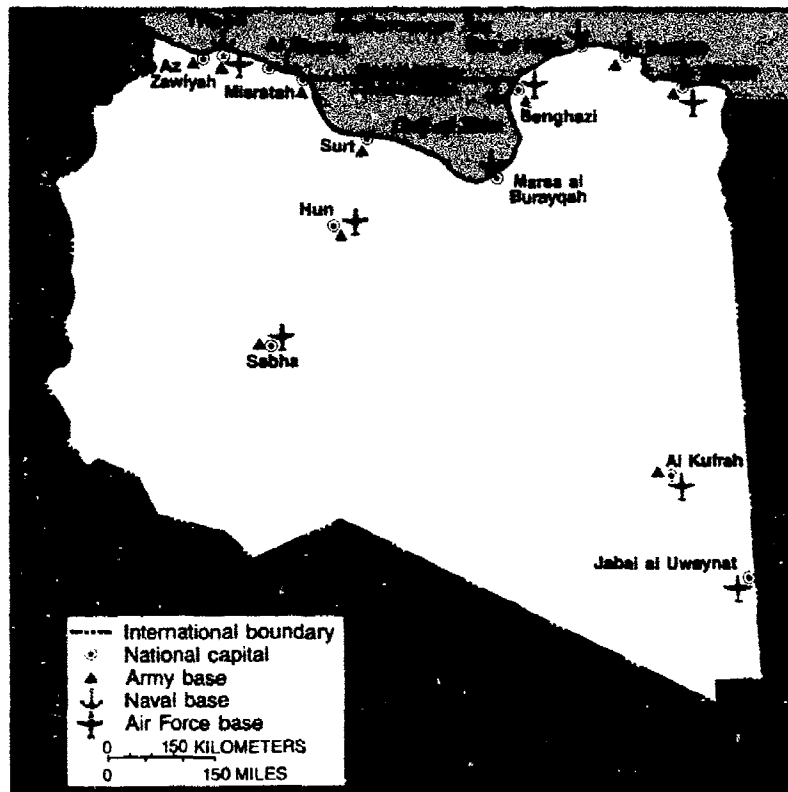 Az
Zawiyah
Misratah
Benghazi
Surt
Marsa al
Burayqah
Hun
Sabha
Al Kufrah
Jabal al Uwaynat
International boundary
National capital
Army base
Naval base
Air Force base
0 150 KILOMETERS
0 150 MILES